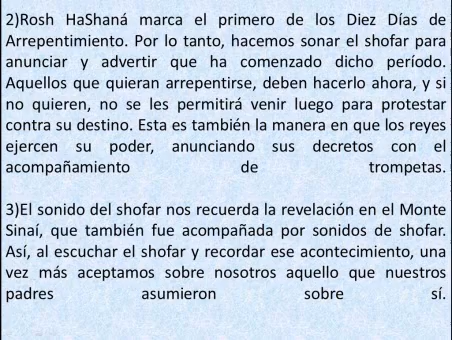 2)Rosh HaShaná marca el primero de los Diez Días de
Arrepentimiento. Por lo tanto, hacemos sonar el shofar para
anunciar y advertir que ha comenzado dicho período.
Aquellos que quieran arrepentirse, deben hacerlo ahora, y si
no quieren, no se les permitirá venir luego para protestar
contra su destino. Esta es también la manera en que los reyes
ejercen su poder, anunciando sus decretos con el
acompañamiento de trompetas.
3)El sonido del shofar nos recuerda la revelación en el Monte
Sinaí, que también fue acompañada por sonidos de shofar.
Así, al escuchar el shofar y recordar ese acontecimiento, una
vez más aceptamos sobre nosotros aquello que nuestros
padres asumieron sobre sí.